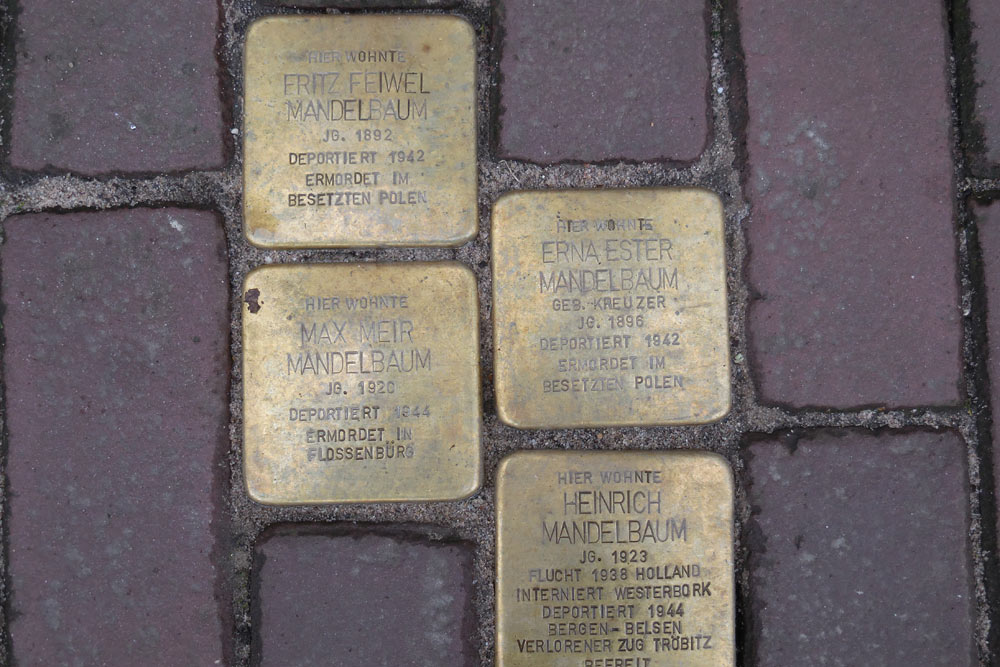 HIER WOHNTE
FRITZ FEIWEL
MANDELBAUM
JG. 1892
DEPORTIERT 1942
ERMORDET IM
BESETZTEN POLEN
HIER WOHNTE
ERNA ESTER
MANDELBAUM
GEB. KREUZER
JG. 1896
DEPORTIERT 1942
ERMORDET IM
BESETZTEN POLEN
HIER WOHNTE
MAX MEIR
MANDELBAUM
JG. 1920
DEPORTIERT 1944
ERMORDET IN
FLOSSENBÜRG
HIER WOHNTE
HEINRICH
MANDELBAUM
JG. 1923
FLUCHT 1938 HOLLAND
INTERNIERT WESTERBORK
DEPORTIERT 1944
BERGEN-BELSEN
VERLORENER ZUG TRÖBITZ
BEFREIT